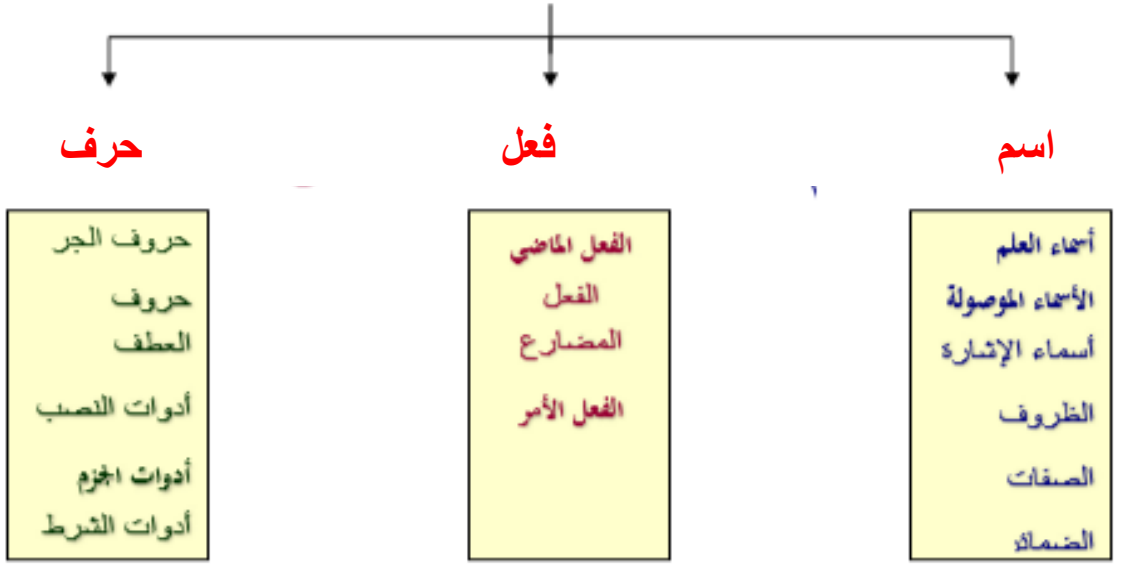 اسم
فعل
حرف
أسماء العلم
الأسماء الموصولة
أسماء الإشارة
الظروف
الصفات
الضمائر
الفعل الماضي
الفعل
المضارع
الفعل الأمر
حروف الجر
حروف
العطف
أدوات النصب
أدوات الجزم
أدوات الشرط